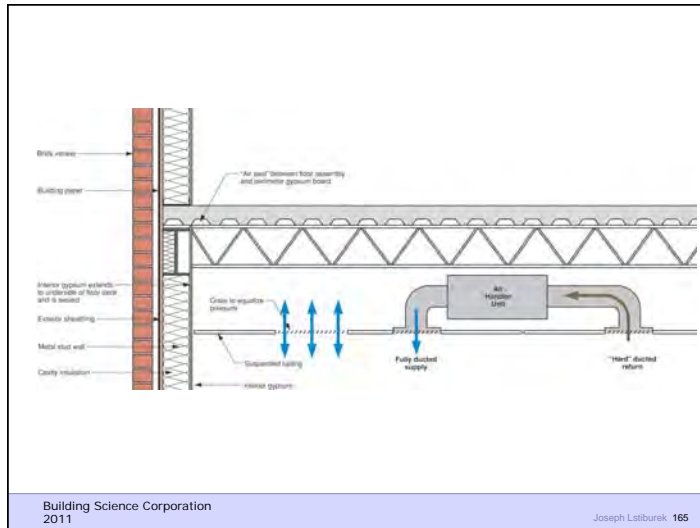 Brick veneer
Building paper
"Air seal" between floor assembly
and perimeter gypsum board
Interior gypsum extends
to underside of floor deck
and is sealed
Exterior sheathing
Metal stud wall
Cavity insulation
Grate to equalize
pressure
Suspended ceiling
Interior gypsum
Air
Handler
Unit
Fully ducted
supply
"Hard" ducted
return
Building Science Corporation
2011
Joseph Lstiburek 165